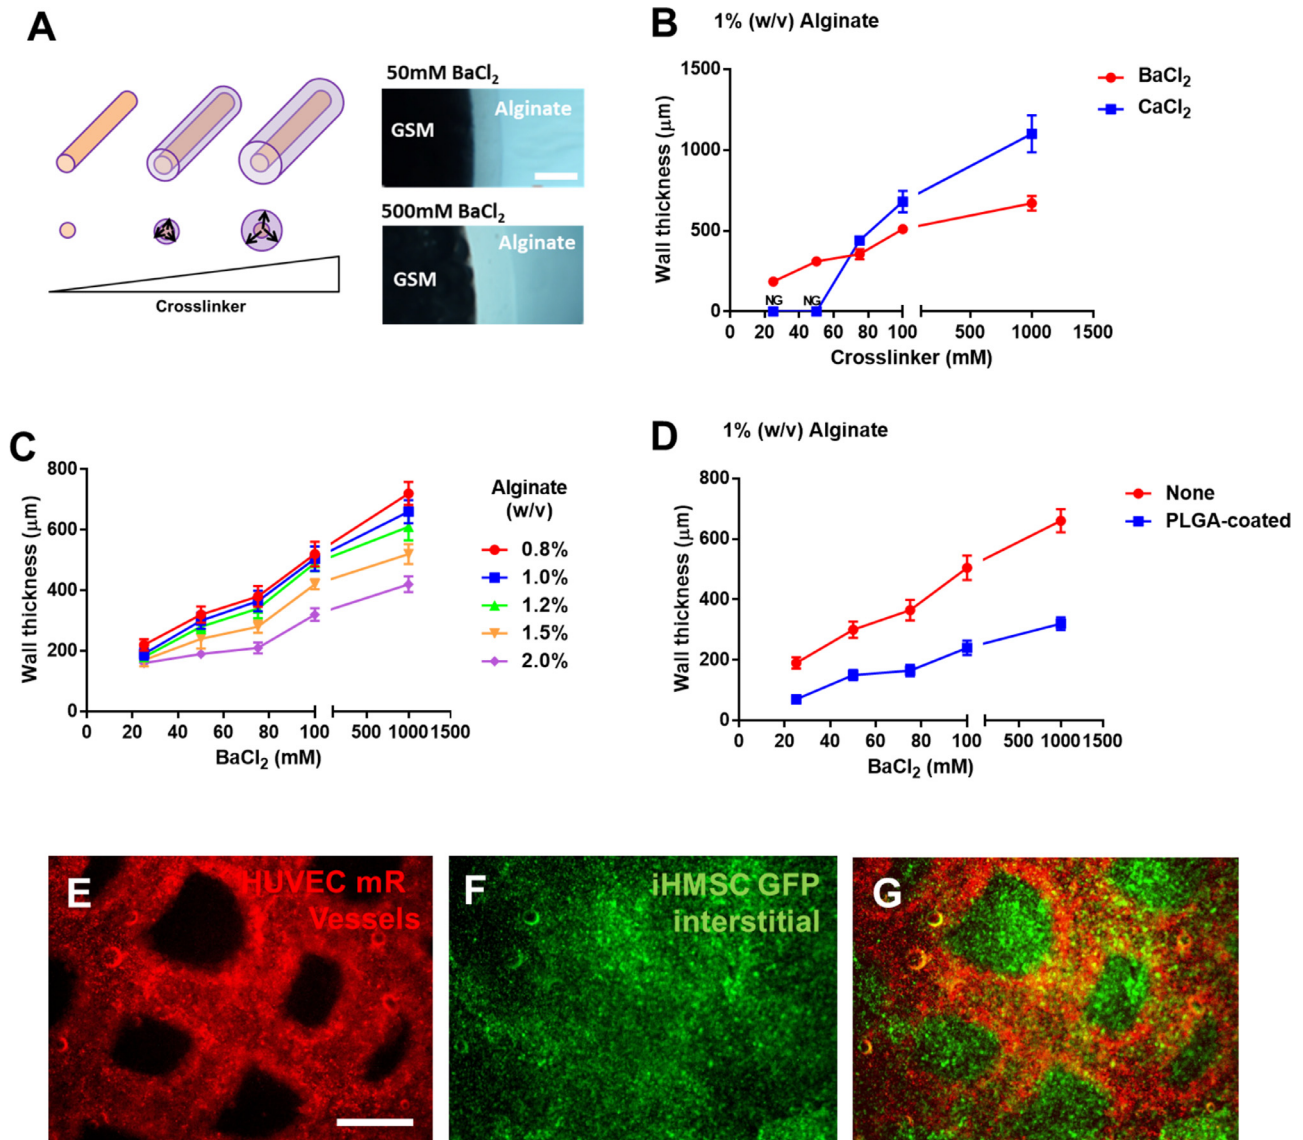 A
50mM BaCl2
GSM
Alginate
500mM BaCl2
Alginate
GSM
Crosslinker
B
1% (w/v) Alginate
BaCl2
CaCl2
Wall thickness (μm)
1500
1000
500
0
NG
NG
0 20 40 60 80 100 500 1000 1500
Crosslinker (mM)
C
Wall thickness (μm)
800
600
400
200
0
0 20 40 60 80 100 500 1000 1500
BaCl2 (mM)
Alginate
(w/v)
0.8%
1.0%
1.2%
1.5%
2.0%
D
1% (w/v) Alginate
Wall thickness (μm)
800
600
400
200
0
0 20 40 60 80 100 500 1000 1500
BaCl2 (mM)
None
PLGA-coated
E
HUVEC mR
Vessels
F
iHMSC GFP
interstitial
G